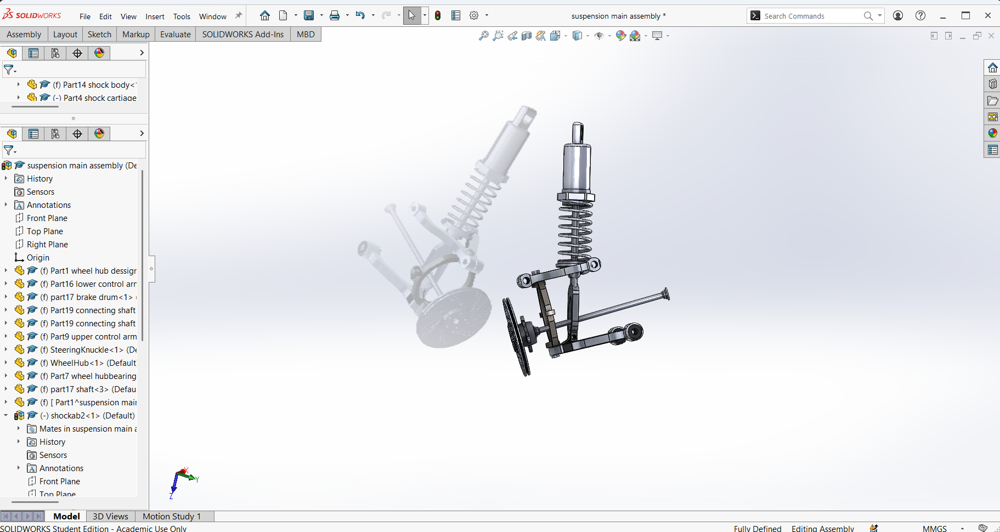 SOLIDWORKS File Edit View Insert Tools Window suspension main assembly * Search Commands
Assembly Layout Sketch Markup Evaluate SOLIDWORKS Add-Ins MBD
(f) Part14 shock body<
(-) Part4 shock cartiage
suspension main assembly (De
History
Sensors
Annotations
Front Plane
Top Plane
Right Plane
Origin
(f) Part1 wheel hub dessigr
(f) Part16 lower control arr
(f) part17 brake drum<1> (
(f) Part19 connecting shaft
(f) Part19 connecting shaft
(f) Part9 upper control arm
(f) SteeringKnuckle<1> (De
(f) WheelHub<1> (Default)
(f) Part7 wheel hubbearing
(f) part17 shaft<3> (Defau
(f) [ Part1^suspension mair
(-) shockab2<1> (Default)
Mates in suspension main a
History
Sensors
Annotations
Front Plane
Top Plane
X
Y
Z
Model 3D Views Motion Study 1
SOLIDWORKS Student Edition - Academic Use Only Fully Defined Editing Assembly MMGS